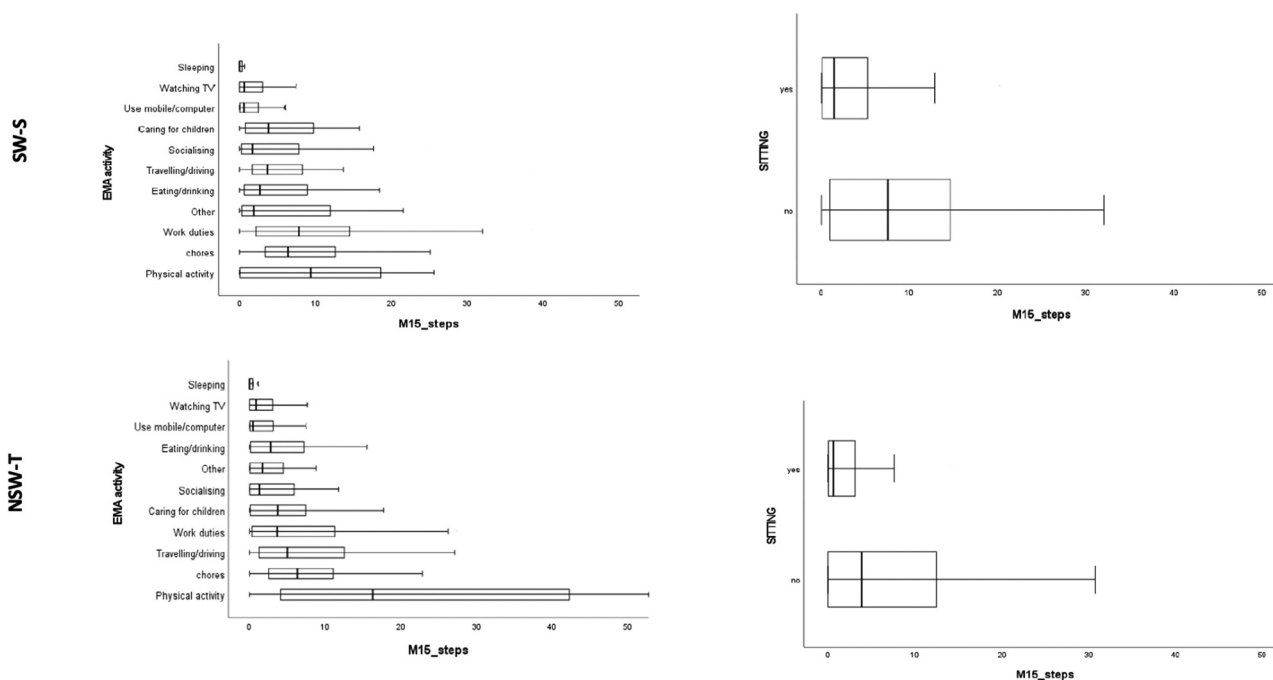 SW-S
EMA activity
Sleeping
Watching TV
Use mobile/computer
Caring for children
Socialising
Travelling/driving
Eating/drinking
Other
Work duties
chores
Physical activity
0 10 20 30 40 50
M15_steps
SITTING
yes
no
0 10 20 30 40 50
M15_steps
NSW-T
EMA activity
Sleeping
Watching TV
Use mobile/computer
Eating/drinking
Other
Socialising
Caring for children
Work duties
Travelling/driving
chores
Physical activity
0 10 20 30 40 50
M15_steps
SITTING
yes
no
0 10 20 30 40 50
M15_steps